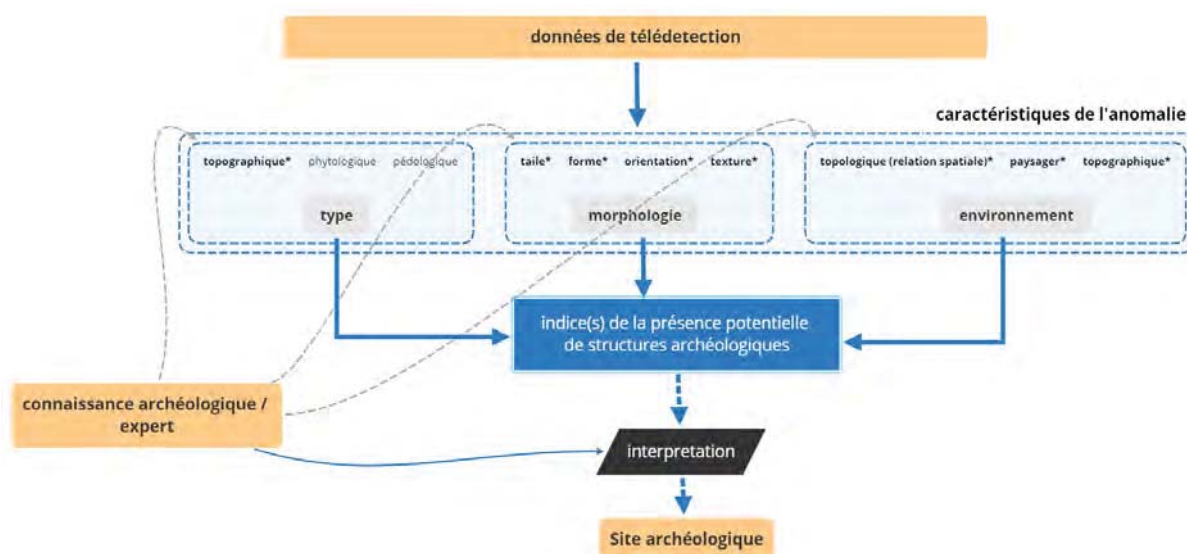 données de télédetection
caractéristiques de l'anomalie
topographique* phytologique pédologique
type
taile* forme* orientation* texture*
morphologie
topologique (relation spatiale)* paysager* topographique*
environnement
indice(s) de la présence potentielle
de structures archéologiques
connaissance archéologique /
expert
interpretation
Site archéologique